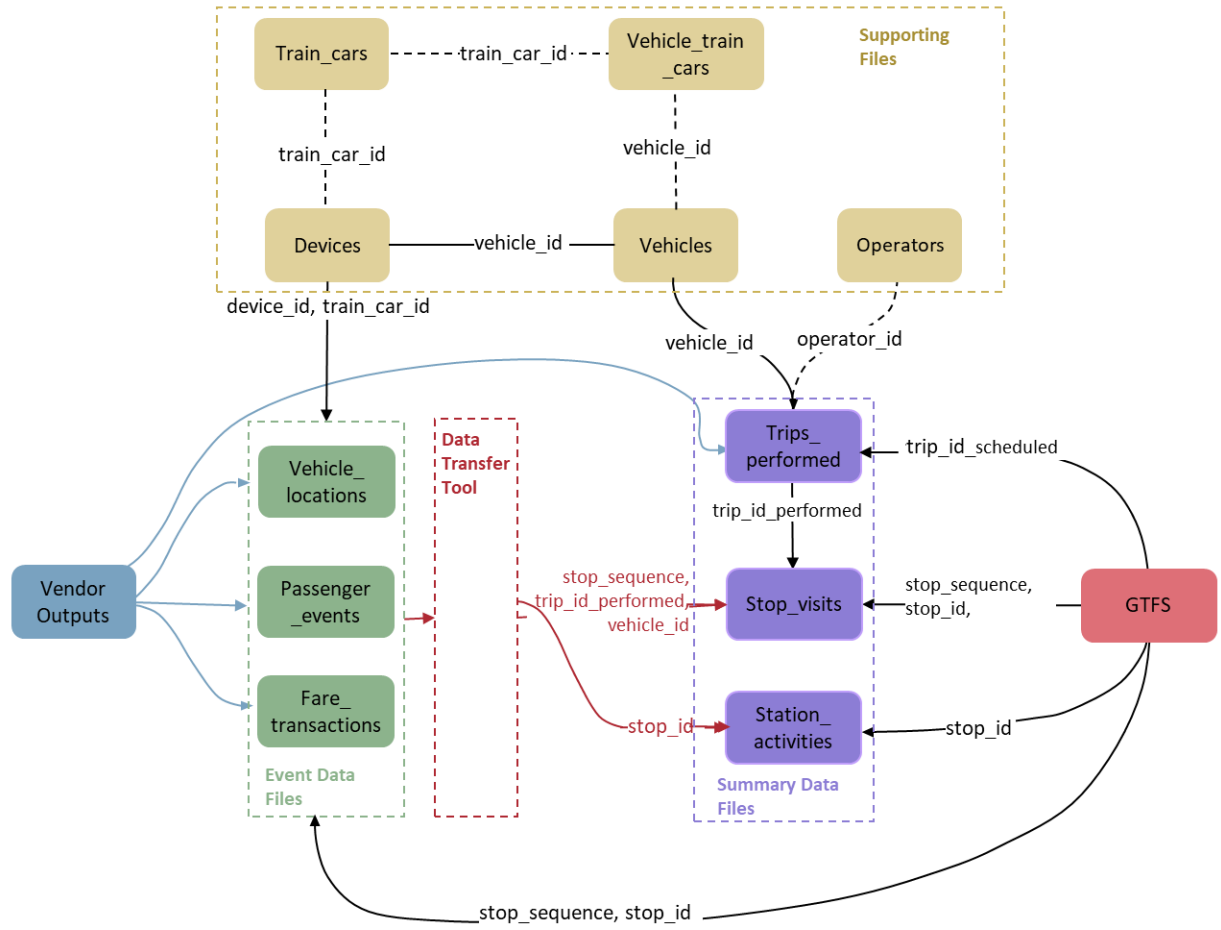 Train_cars
train_car_id
Vehicle_train
_cars
Supporting
Files
train_car_id
vehicle_id
Devices
vehicle_id
Vehicles
Operators
device_id, train_car_id
vehicle_id
operator_id
Data
Transfer
Tool
Trips_
performed
trip_id_scheduled
Vehicle_
locations
trip_id_performed
Vendor
Outputs
Passenger
_events
stop_sequence,
trip_id_performed,
vehicle_id
Stop_visits
stop_sequence,
stop_id,
GTFS
Fare_
transactions
stop_id
Station_
activities
stop_id
Event Data
Files
Summary Data
Files
stop_sequence, stop_id